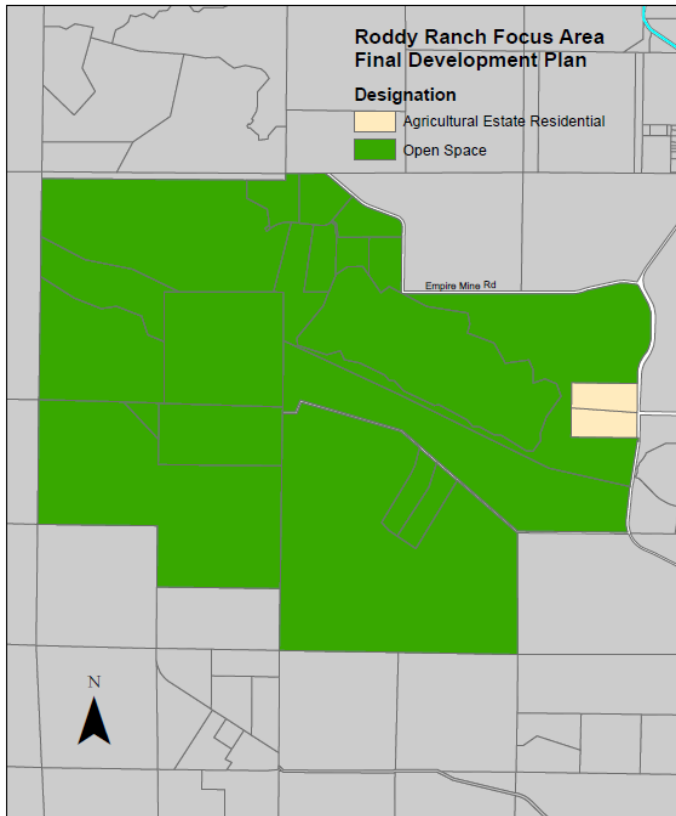 Roddy Ranch Focus Area
Final Development Plan
Designation
Agricultural Estate Residential
Open Space
Empire Mine Rd
N